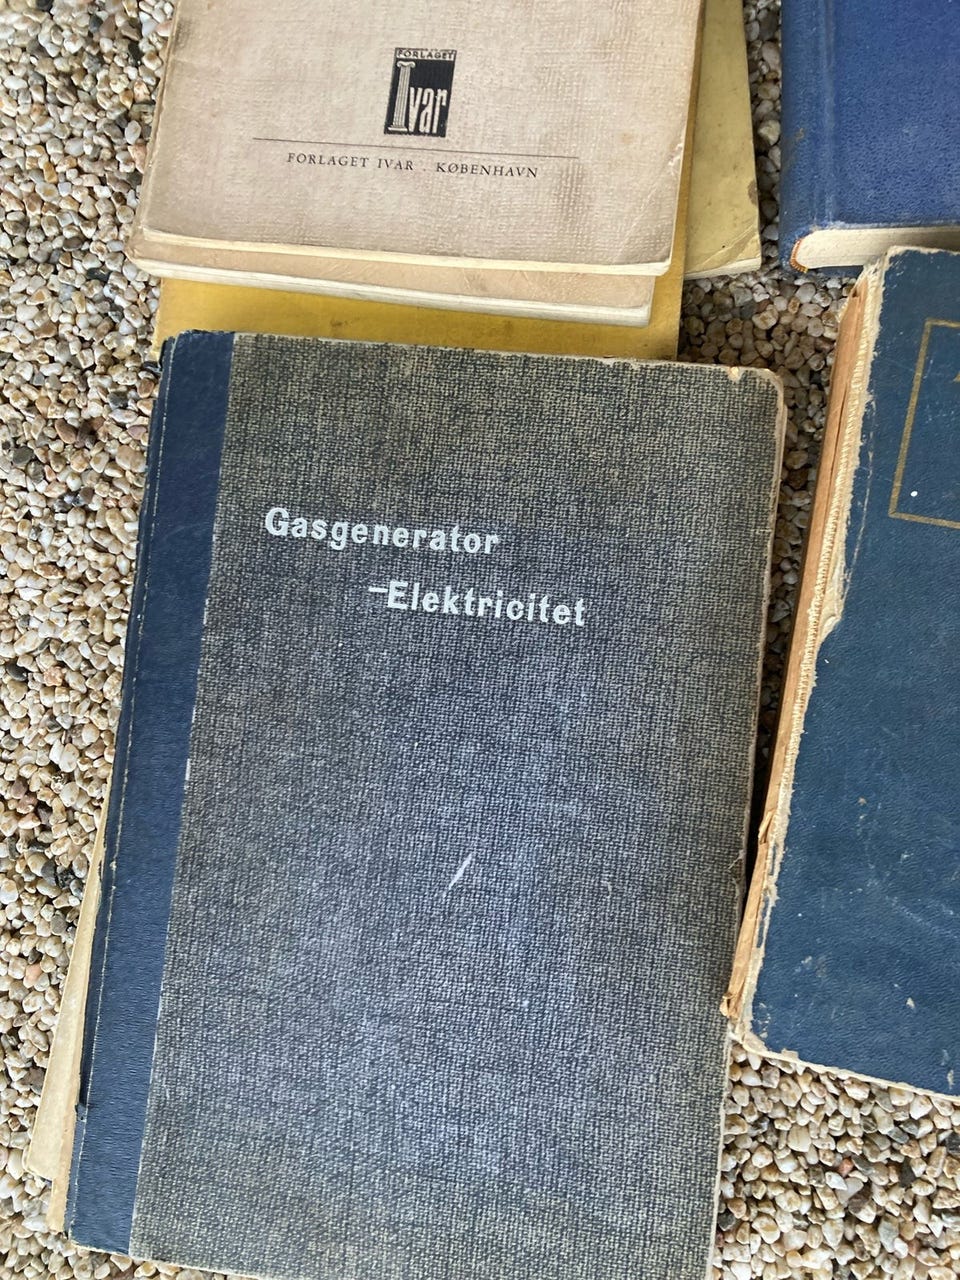 FORLAGET
Ivar
FORLAGET IVAR . KØBENHAVN
Gasgenerator
-Elektricitet